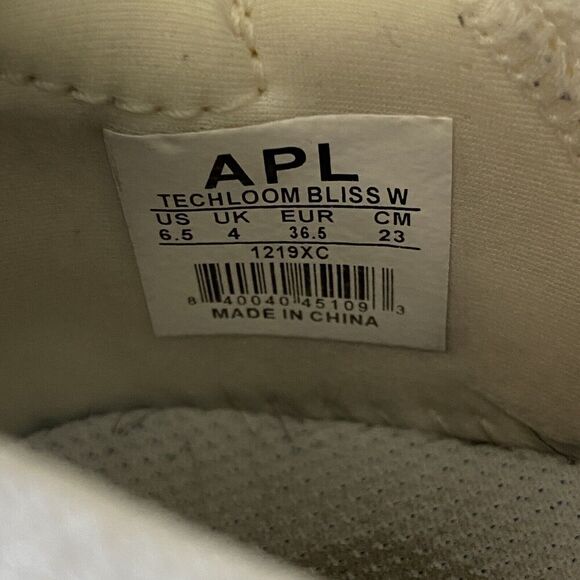 APL
TECHLOOM BLISS W
US UK EUR CM
6.5 4 36.5 23
1219XC
8 40040 45109 3
MADE IN CHINA